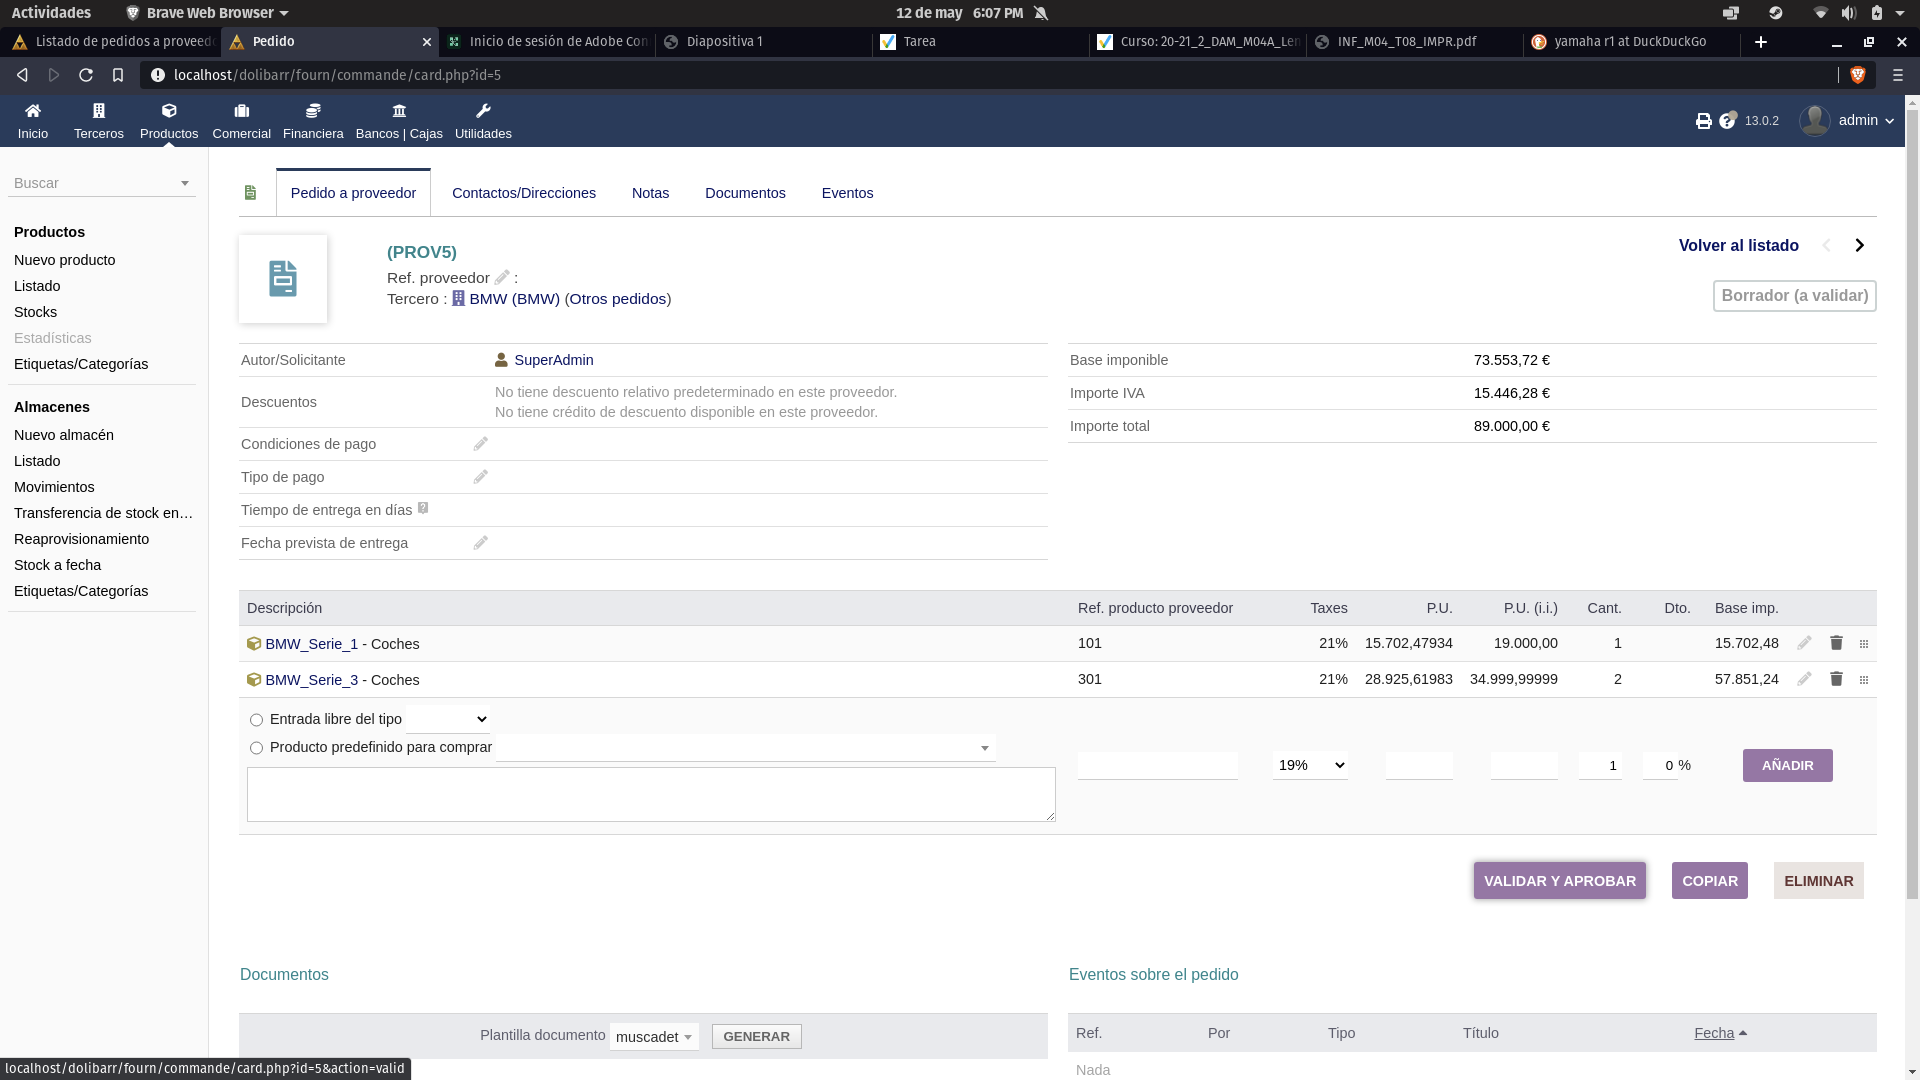 Actividades
Brave Web Browser
12 de may 6:07 PM
Listado de pedidos a proveed
Pedido
Inicio de sesión de Adobe Con
Diapositiva 1
Tarea
Curso: 20-21_2_DAM_M04A_Len
INF_M04_T08_IMPR.pdf
yamaha r1 at DuckDuckGo
localhost/dolibarr/fourn/commande/card.php?id=5
Inicio
Terceros
Productos
Comercial
Financiera
Bancos | Cajas
Utilidades
13.0.2
admin
Buscar
Productos
Nuevo producto
Listado
Stocks
Estadísticas
Etiquetas/Categorías
Almacenes
Nuevo almacén
Listado
Movimientos
Transferencia de stock en…
Reaprovisionamiento
Stock a fecha
Etiquetas/Categorías
Pedido a proveedor
Contactos/Direcciones
Notas
Documentos
Eventos
(PROV5)
Ref. proveedor :
Tercero : BMW (BMW) (Otros pedidos)
Volver al listado
Borrador (a validar)
Autor/Solicitante SuperAdmin
Descuentos
No tiene descuento relativo predeterminado en este proveedor.
No tiene crédito de descuento disponible en este proveedor.
Condiciones de pago
Tipo de pago
Tiempo de entrega en días
Fecha prevista de entrega
Base imponible 73.553,72 €
Importe IVA 15.446,28 €
Importe total 89.000,00 €
Descripción Ref. producto proveedor Taxes P.U. P.U. (i.i.) Cant. Dto. Base imp.
BMW_Serie_1 - Coches 101 21% 15.702,47934 19.000,00 1 15.702,48
BMW_Serie_3 - Coches 301 21% 28.925,61983 34.999,99999 2 57.851,24
Entrada libre del tipo
Producto predefinido para comprar
19% 1 0 % AÑADIR
VALIDAR Y APROBAR COPIAR ELIMINAR
Documentos
Plantilla documento muscadet GENERAR
Eventos sobre el pedido
Ref. Por Tipo Título Fecha
Nada
localhost/dolibarr/fourn/commande/card.php?id=5&action=valid